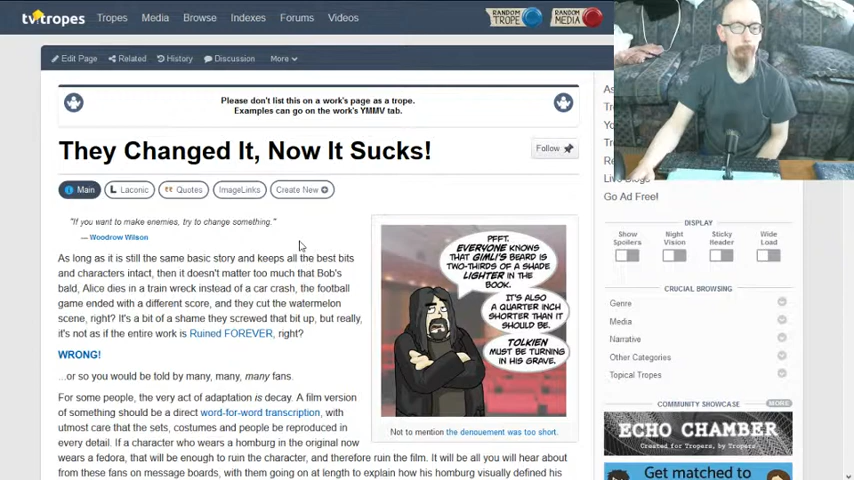 tv tropes
Tropes
Media
Browse
Indexes
Forums
Videos
RANDOM TROPE
RANDOM MEDIA
Edit Page
Related
History
Discussion
More
Please don't list this on a work's page as a trope.
Examples can go on the work's YMMV tab.
They Changed It, Now It Sucks!
Follow
Main
Laconic
Quotes
ImageLinks
Create New
"If you want to make enemies, try to change something."
— Woodrow Wilson
As long as it is still the same basic story and keeps all the best bits
and characters intact, then it doesn't matter too much that Bob's
bald, Alice dies in a train wreck instead of a car crash, the football
game ended with a different score, and they cut the watermelon
scene, right? It's a bit of a shame they screwed that bit up, but really,
it's not as if the entire work is Ruined FOREVER, right?
WRONG!
...or so you would be told by many, many, many fans.
For some people, the very act of adaptation is decay. A film version
of something should be a direct word-for-word transcription, with
utmost care that the sets, costumes and people be reproduced in
every detail. If a character who wears a homburg in the original now
wears a fedora, that will be enough to ruin the character, and therefore ruin the film. It will be all you will hear about
from these fans on message boards, with them going on at length to explain how his homburg visually defined his
PFFT.
EVERYONE KNOWS
THAT GIMLI'S BEARD IS
TWO-THIRDS OF A SHADE
LIGHTER IN THE
BOOK.
IT'S ALSO
A QUARTER INCH
SHORTER THAN IT
SHOULD BE.
TOLKIEN
MUST BE TURNING
IN HIS GRAVE.
Not to mention the denouement was too short.
Go Ad Free!
DISPLAY
Show Spoilers
Night Vision
Sticky Header
Wide Load
CRUCIAL BROWSING
Genre
Media
Narrative
Other Categories
Topical Tropes
COMMUNITY SHOWCASE
MORE
ECHO CHAMBER
Created for Tropers, by Tropers.
Get matched to